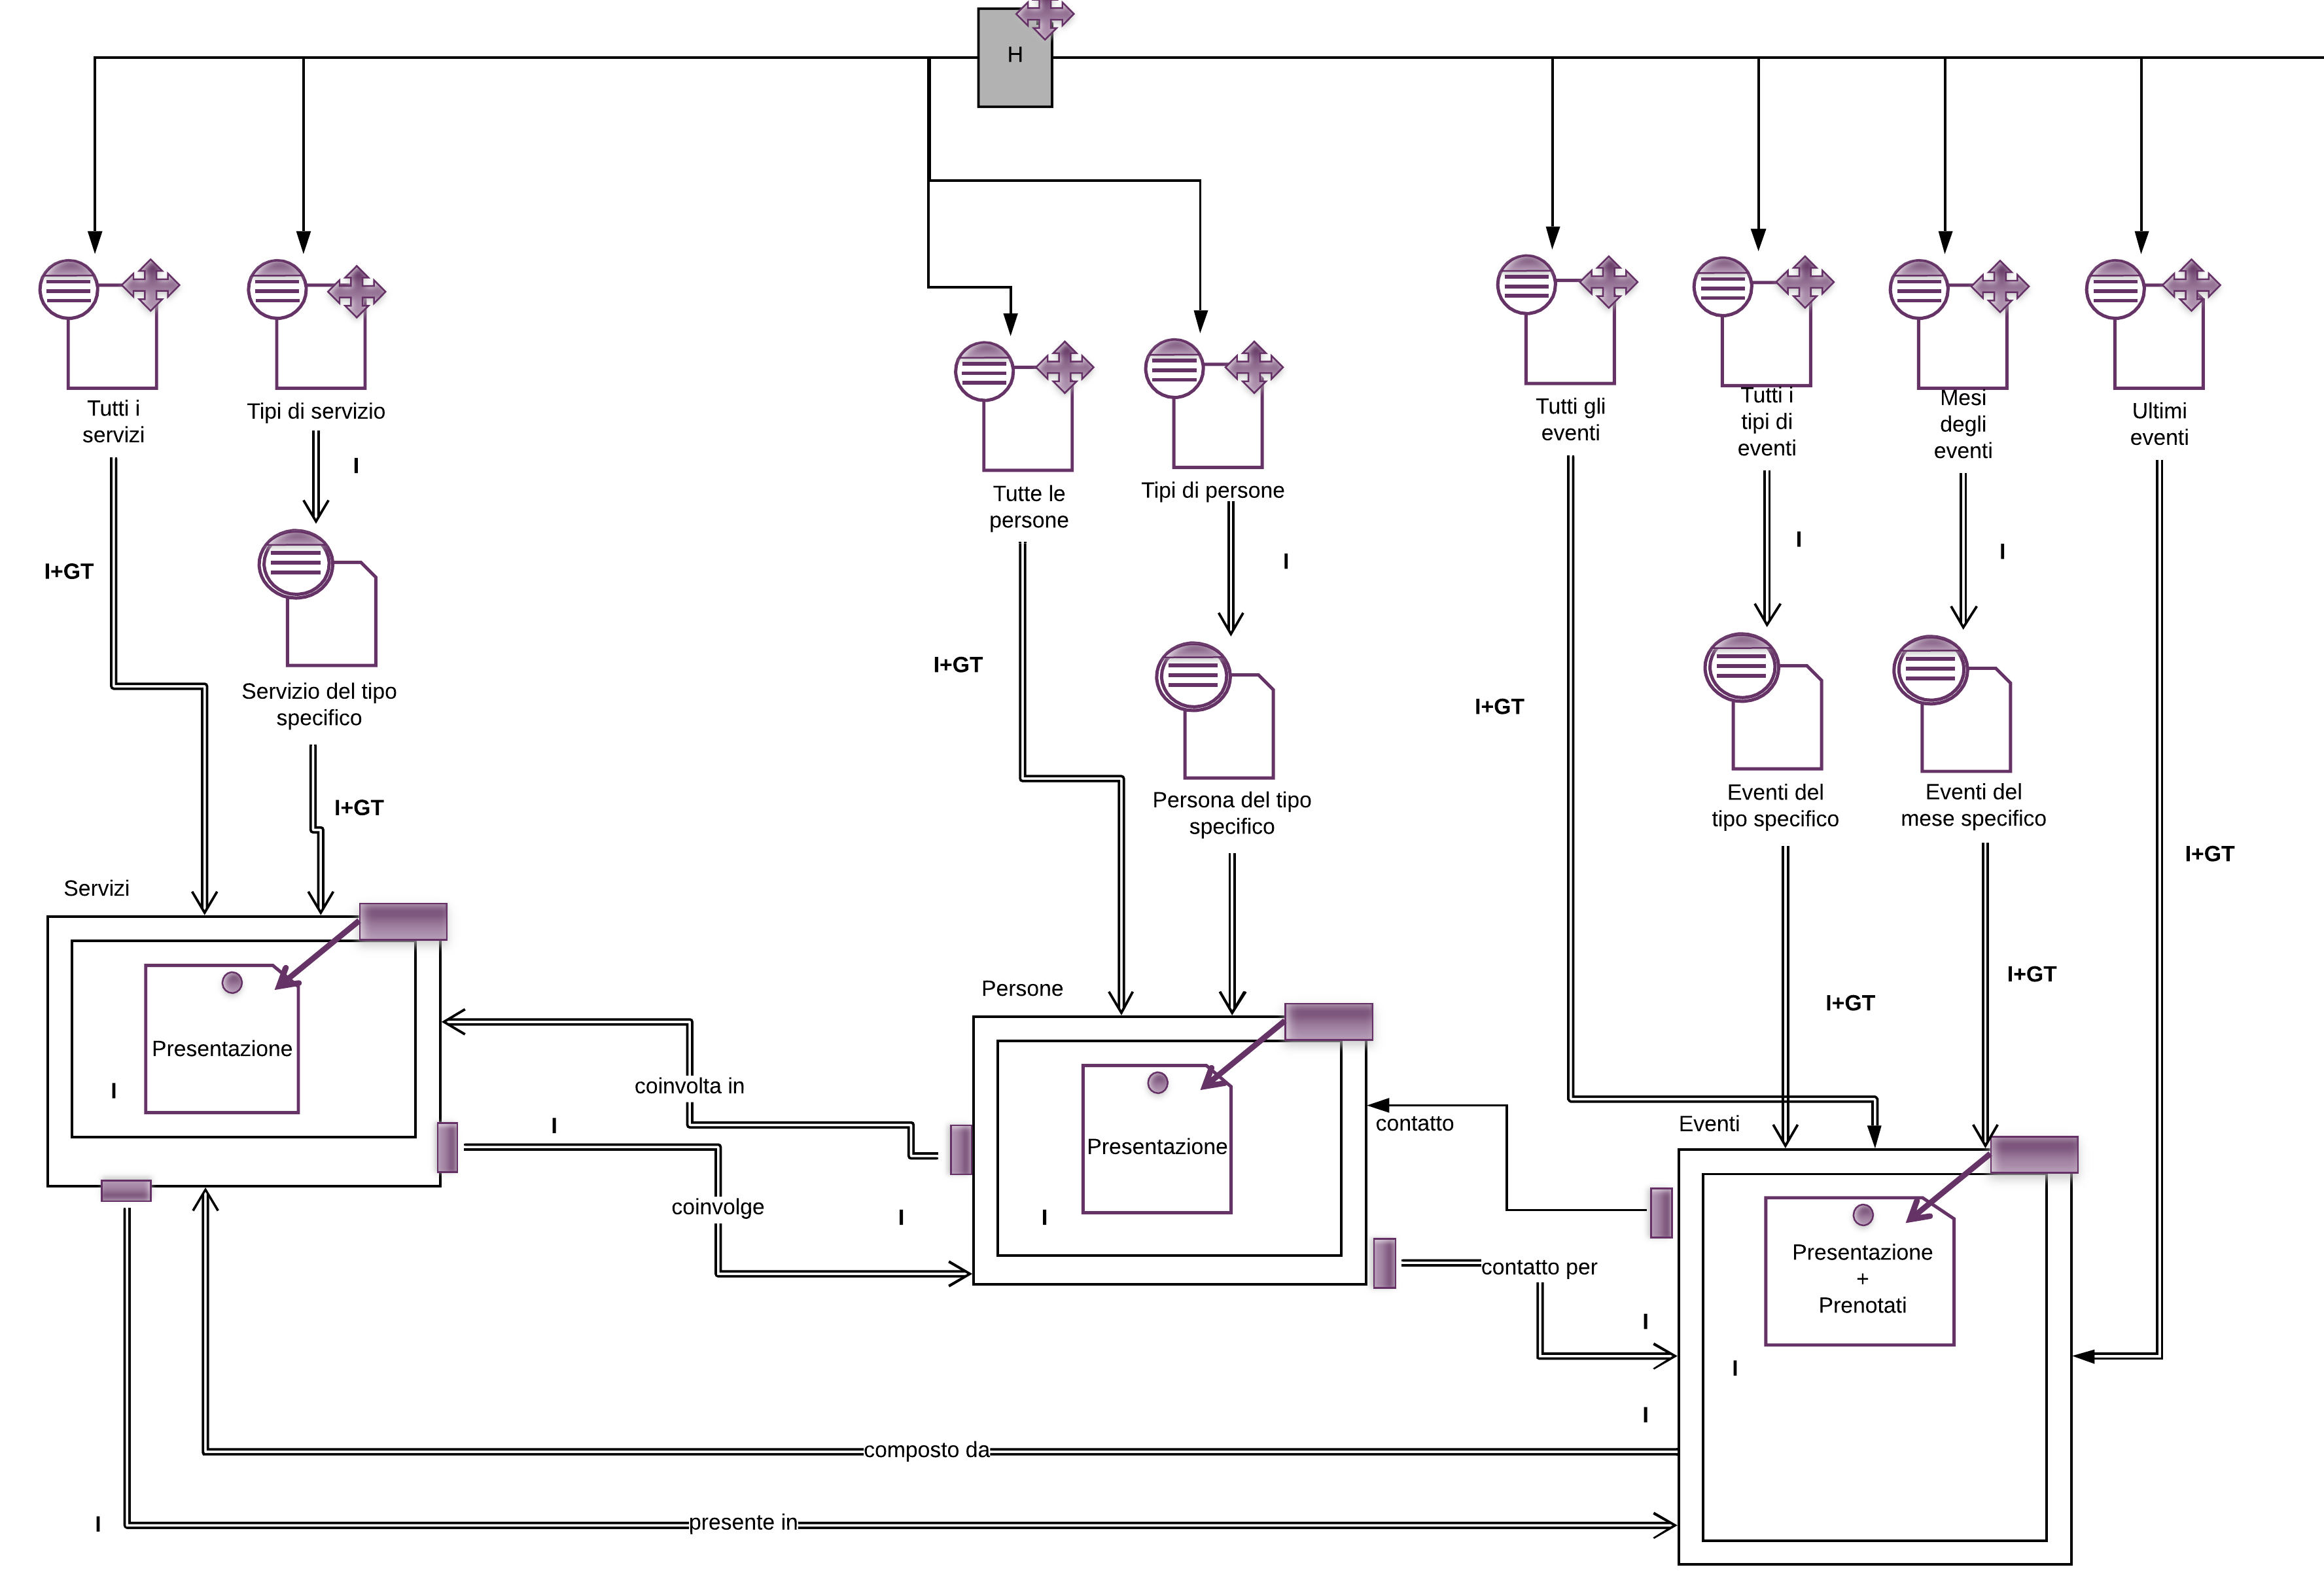 H
Tutti i
servizi
Tipi di servizio
Tutte le
persone
Tipi di persone
Tutti gli
eventi
Tutti i
tipi di
eventi
Mesi
degli
eventi
Ultimi
eventi
I
I
I
I
I+GT
Servizio del tipo
specifico
I+GT
I+GT
Persona del tipo
specifico
I+GT
Eventi del
tipo specifico
Eventi del
mese specifico
I+GT
I+GT
I+GT
Servizi
Presentazione
I
Persone
Presentazione
I
Eventi
Presentazione
+
Prenotati
I
coinvolta in
I
coinvolge
I
contatto
contatto per
I
I
composto da
I
presente in